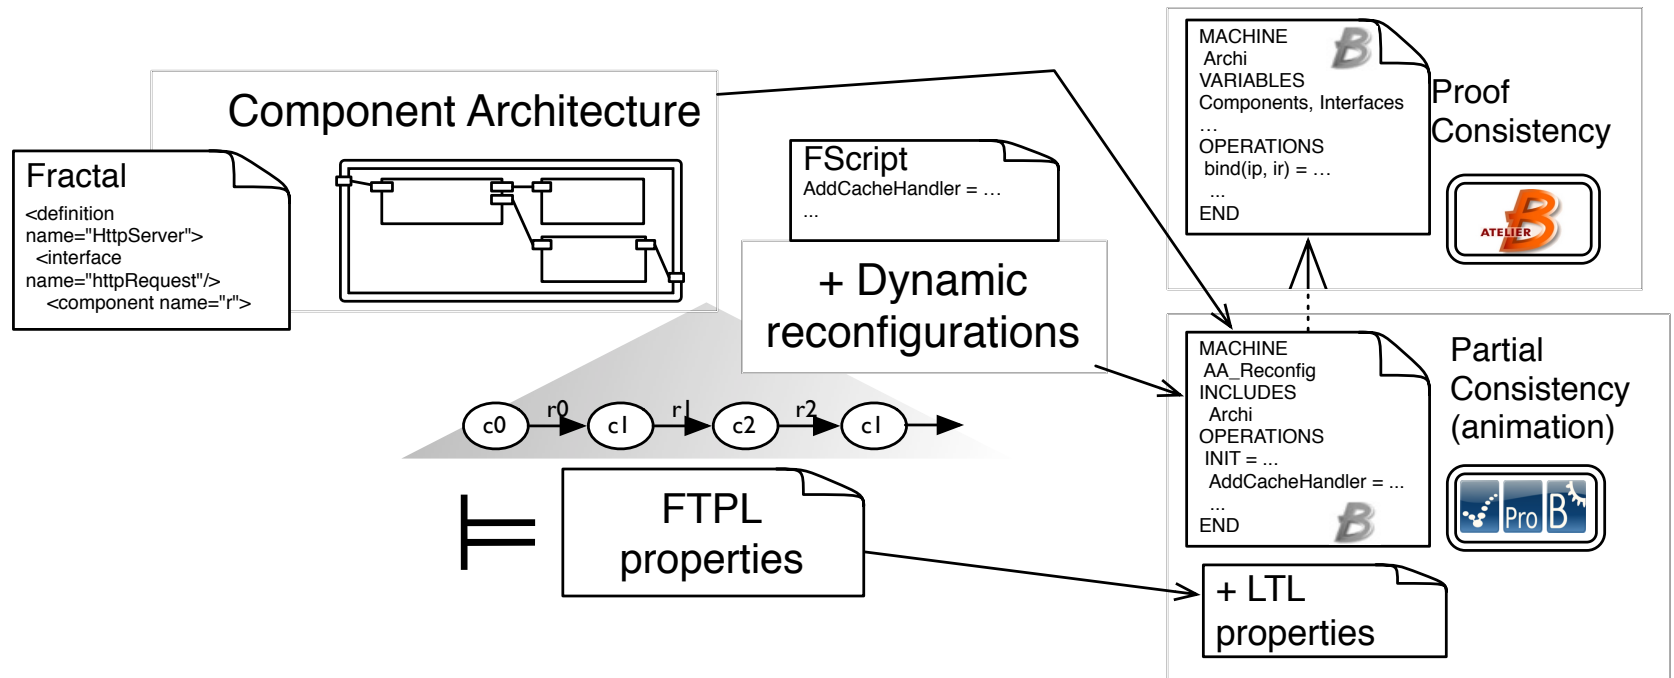 Component Architecture
Fractal
<definition
name="HttpServer">
<interface
name="httpRequest"/>
<component name="r">
FScript
AddCacheHandler = …
...
+ Dynamic
reconfigurations
c0
r0
c1
r1
c2
r2
c1
FTPL
properties
MACHINE
Archi
VARIABLES
Components, Interfaces
…
OPERATIONS
bind(ip, ir) = …
...
END
B
Proof
Consistency
B
ATELIER
MACHINE
AA_Reconfig
INCLUDES
Archi
OPERATIONS
INIT = ...
AddCacheHandler = ...
...
END
B
Partial
Consistency
(animation)
Pro B
+ LTL
properties